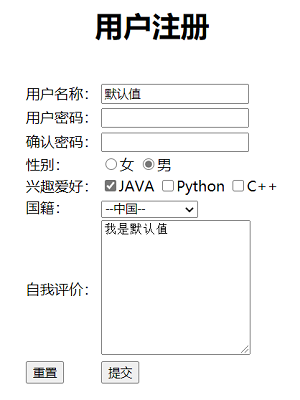 用户注册
用户名称： 默认值
用户密码：
确认密码：
性别： 女 男
兴趣爱好： JAVA Python C++
国籍： --中国--
我是默认值
自我评价：
重置 提交